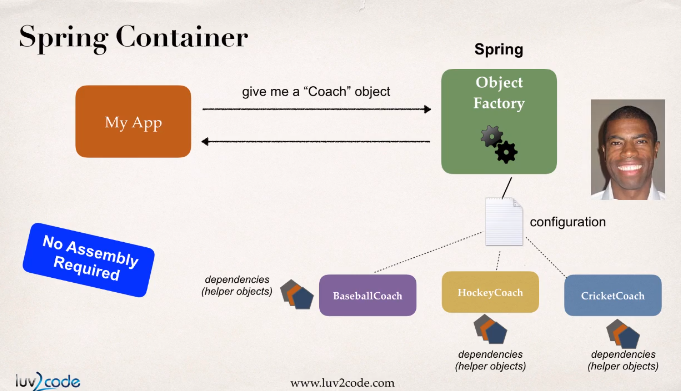 Spring Container
Spring
give me a “Coach” object
My App
Object
Factory
configuration
No Assembly
Required
dependencies
(helper objects)
BaseballCoach
HockeyCoach
CricketCoach
dependencies
(helper objects)
dependencies
(helper objects)
luv2code
www.luv2code.com